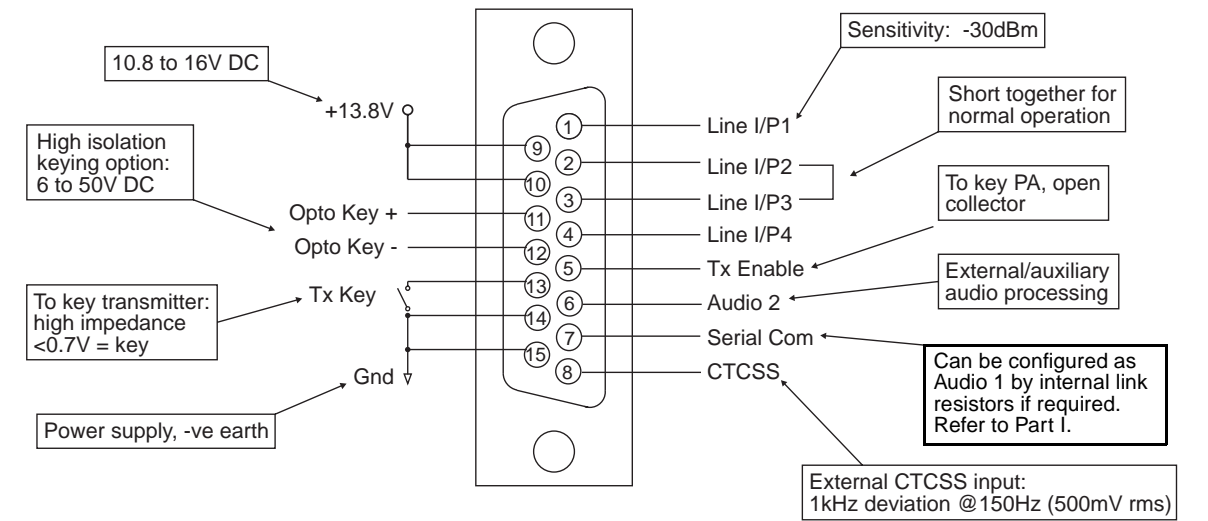 10.8 to 16V DC
+13.8V
High isolation
keying option:
6 to 50V DC
Opto Key +
Opto Key -
To key transmitter:
high impedance
<0.7V = key
Tx Key
Gnd
Power supply, -ve earth
9
10
11
12
13
14
15
1
2
3
4
5
6
7
8
Line I/P1
Line I/P2
Line I/P3
Line I/P4
Tx Enable
Audio 2
Serial Com
CTCSS
Sensitivity: -30dBm
Short together for
normal operation
To key PA, open
collector
External/auxiliary
audio processing
Can be configured as
Audio 1 by internal link
resistors if required.
Refer to Part I.
External CTCSS input:
1kHz deviation @150Hz (500mV rms)